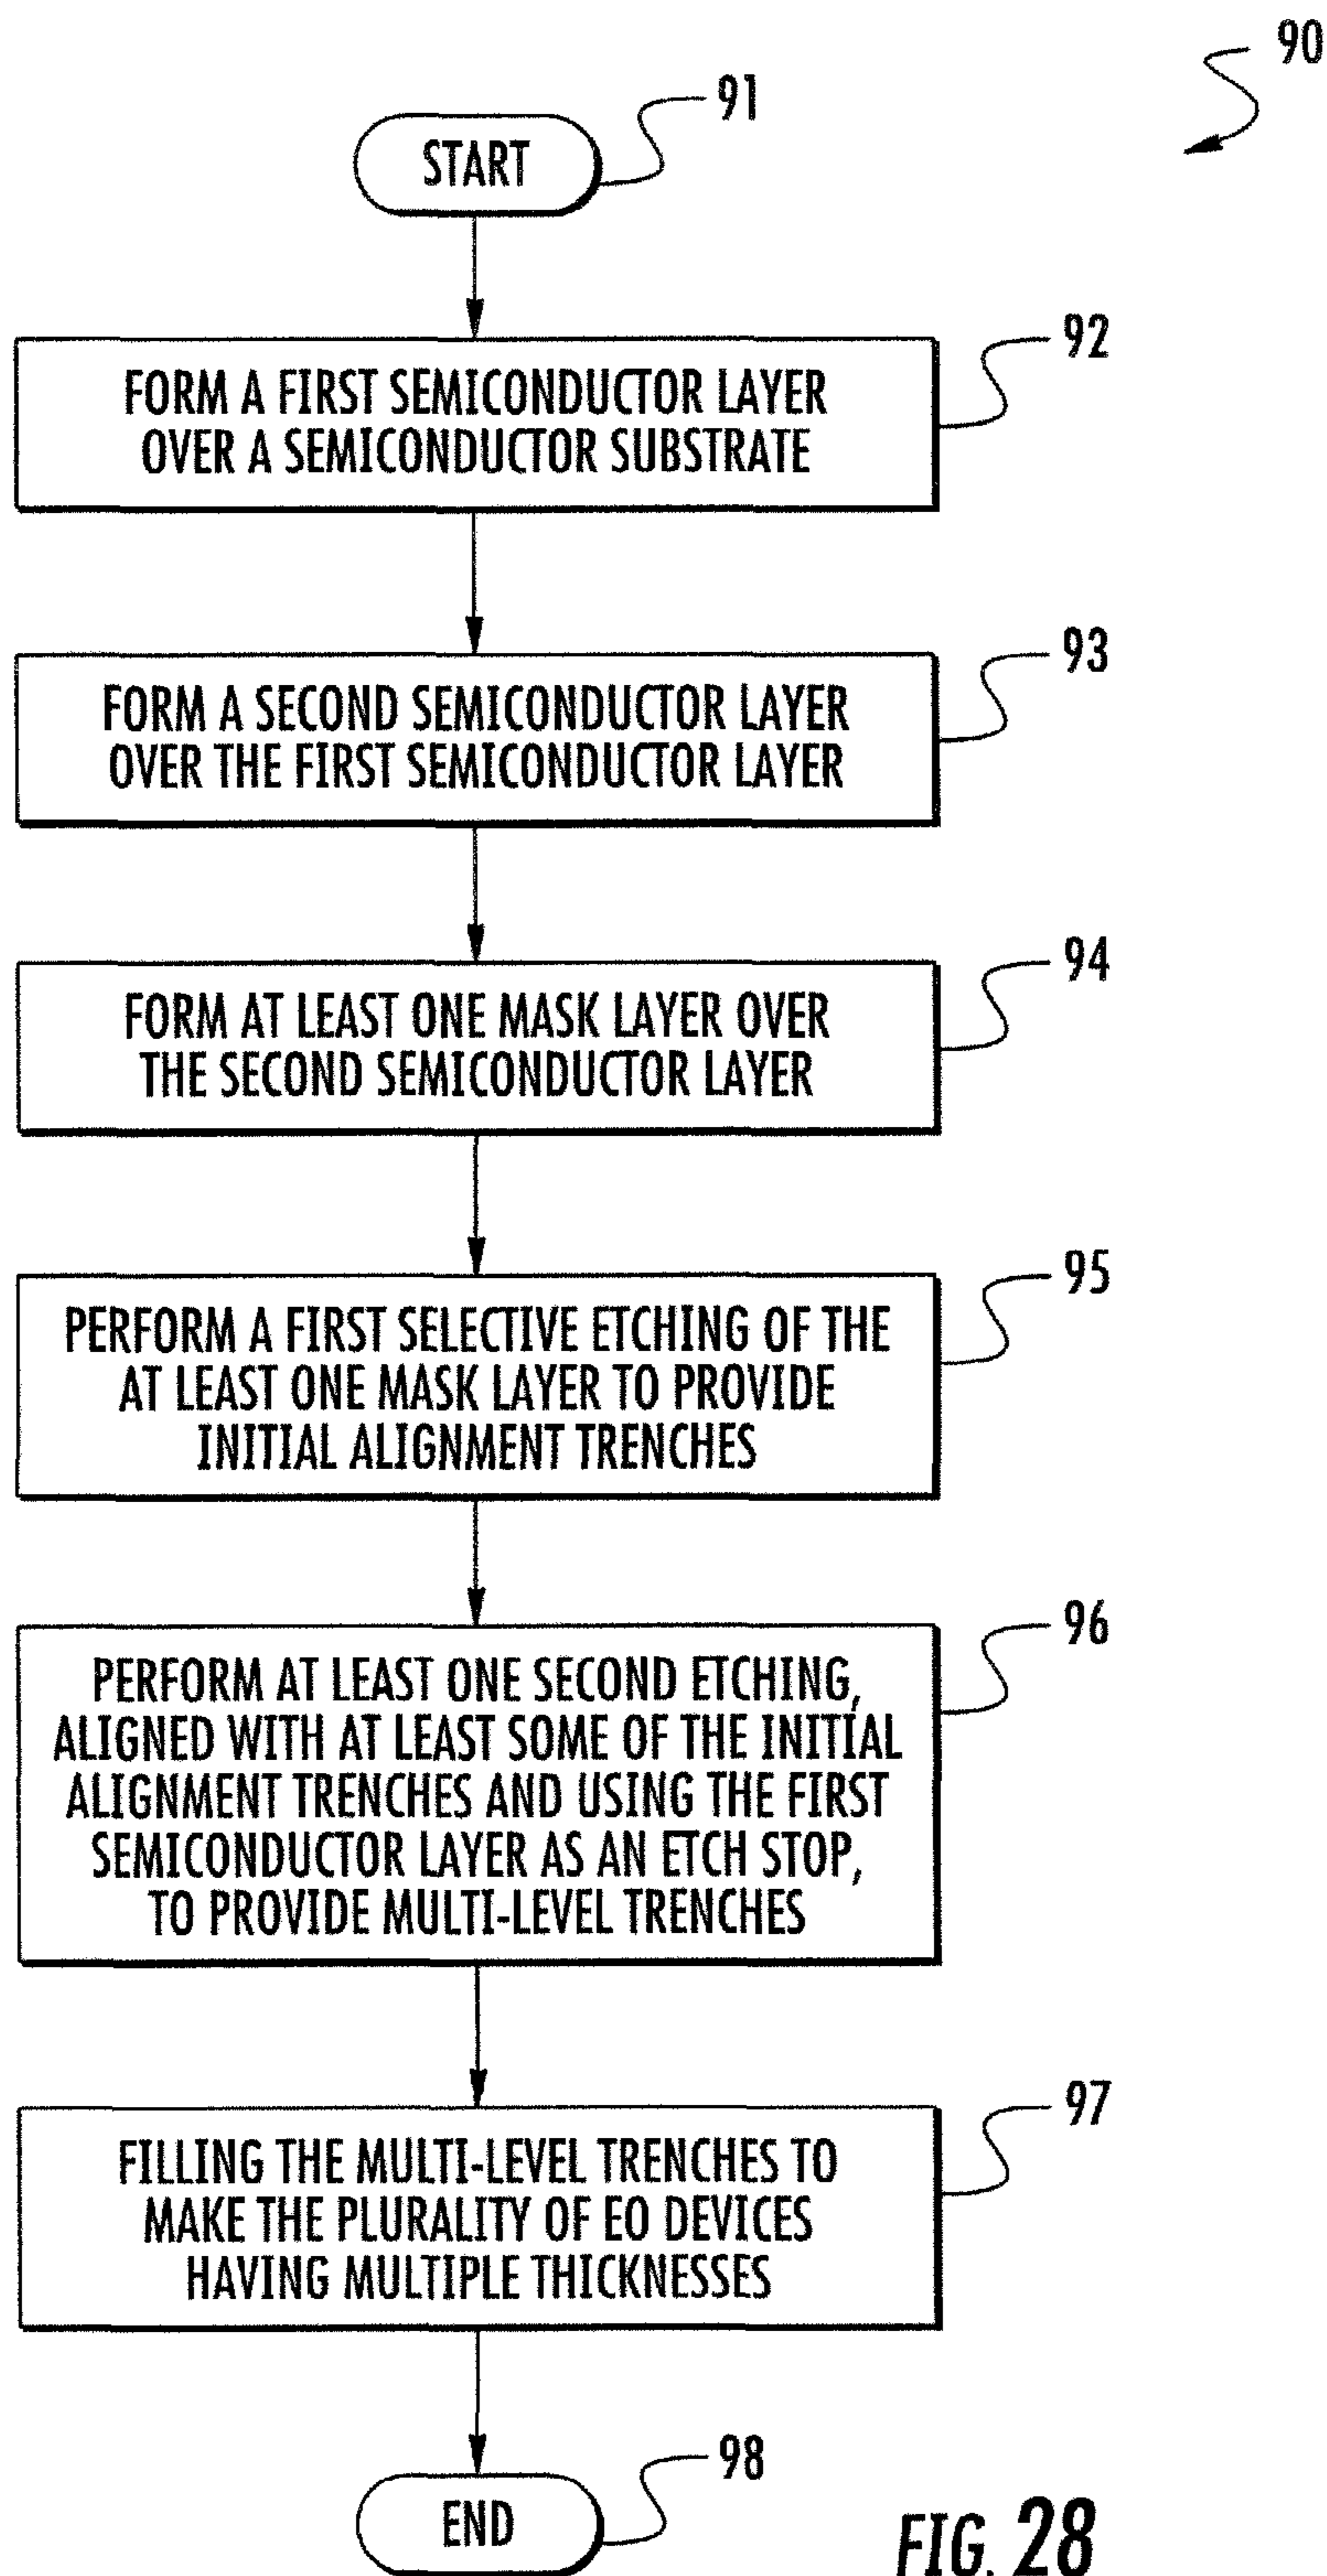 90
91
START
92
FORM A FIRST SEMICONDUCTOR LAYER
OVER A SEMICONDUCTOR SUBSTRATE
93
FORM A SECOND SEMICONDUCTOR LAYER
OVER THE FIRST SEMICONDUCTOR LAYER
94
FORM AT LEAST ONE MASK LAYER OVER
THE SECOND SEMICONDUCTOR LAYER
95
PERFORM A FIRST SELECTIVE ETCHING OF THE
AT LEAST ONE MASK LAYER TO PROVIDE
INITIAL ALIGNMENT TRENCHES
96
PERFORM AT LEAST ONE SECOND ETCHING,
ALIGNED WITH AT LEAST SOME OF THE INITIAL
ALIGNMENT TRENCHES AND USING THE FIRST
SEMICONDUCTOR LAYER AS AN ETCH STOP,
TO PROVIDE MULTI-LEVEL TRENCHES
97
FILLING THE MULTI-LEVEL TRENCHES TO
MAKE THE PLURALITY OF EO DEVICES
HAVING MULTIPLE THICKNESSES
98
END
FIG. 28